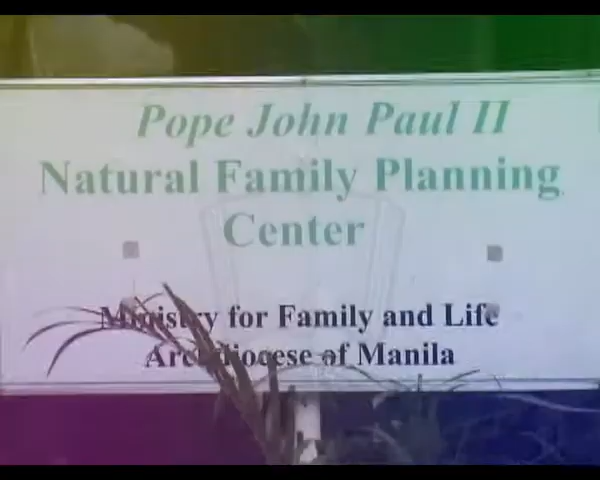 Pope John Paul II
Natural Family Planning
Center
Ministry for Family and Life
Archdiocese of Manila